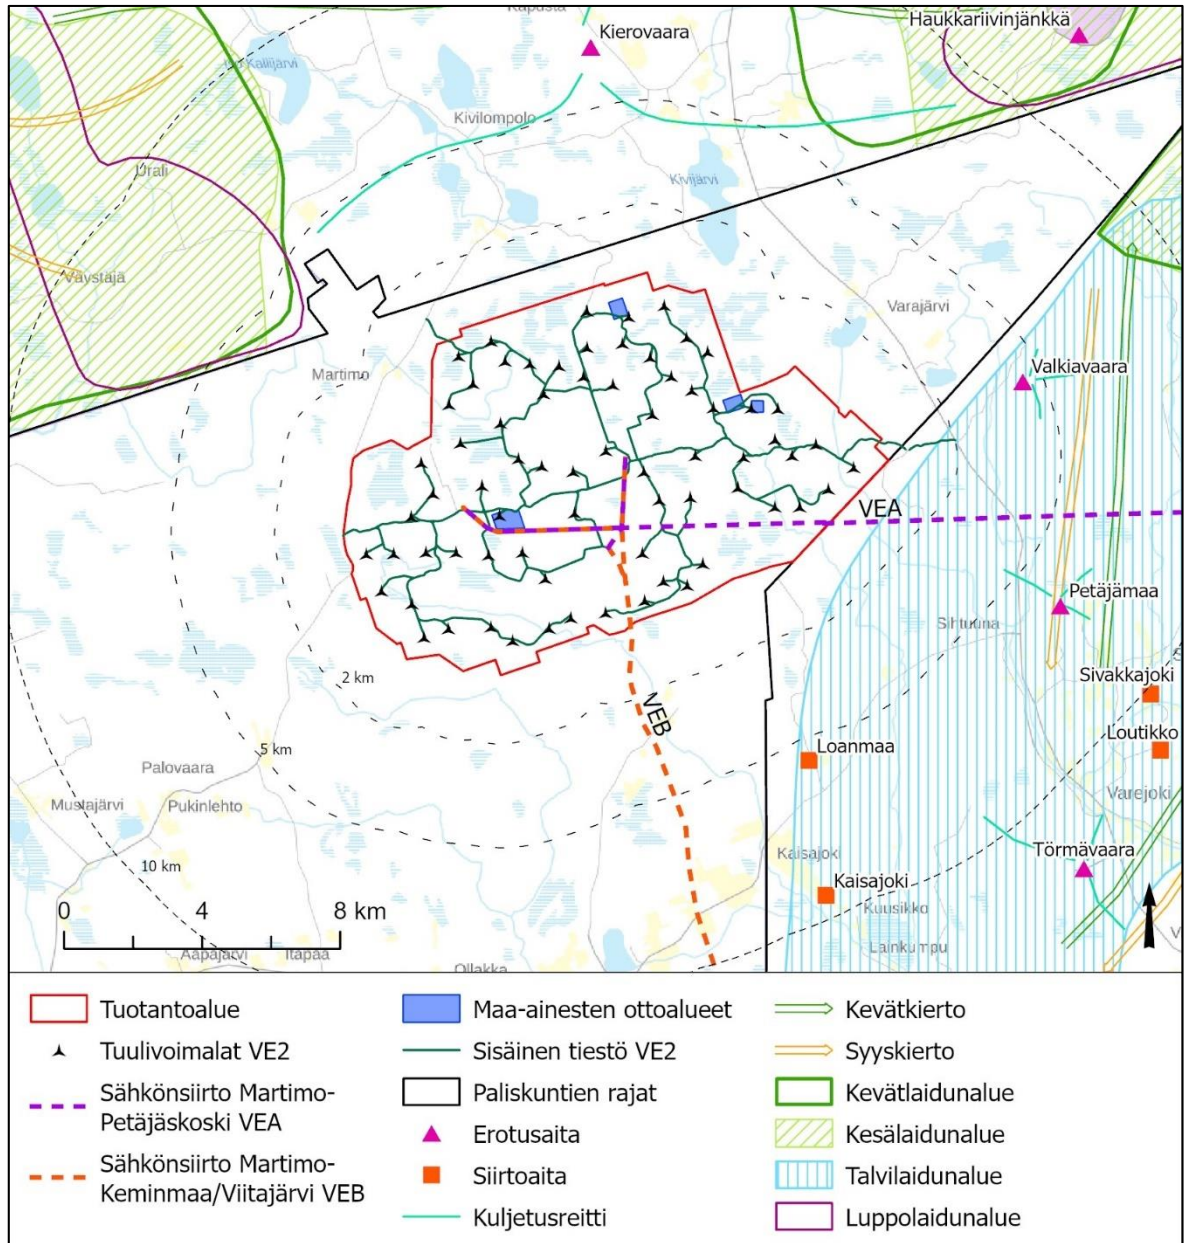 Kapusta
Kierovaara
Haukkariivinjänkkä
Kallijärvi
Kivilompolo
Urali
Kivijärvi
Väystäjä
Varajärvi
Martimo
Valkiavaara
VEA
Petäjämaa
Sihtuuna
2 km
Sivakkajoki
VEB
5 km
Loanmaa
Loutikko
Palovaara
Mustajärvi
Pukinlehto
Varejoki
10 km
Kaisajoki
Törmävaara
Kaisajoki
0 4 8 km
Kuusikko
Lainkumpu
Aapajärvi
Itäpää
Ollakka
Tuotantoalue
Tuulivoimalat VE2
Sähkönsiirto Martimo-
Petäjäskoski VEA
Sähkönsiirto Martimo-
Keminmaa/Viitajärvi VEB
Maa-ainesten ottoalueet
Sisäinen tiestö VE2
Paliskuntien rajat
Erotusaita
Siirtoaita
Kuljetusreitti
Kevätkierto
Syyskierto
Kevätlaidunalue
Kesälaidunalue
Talvilaidunalue
Luppolaidunalue